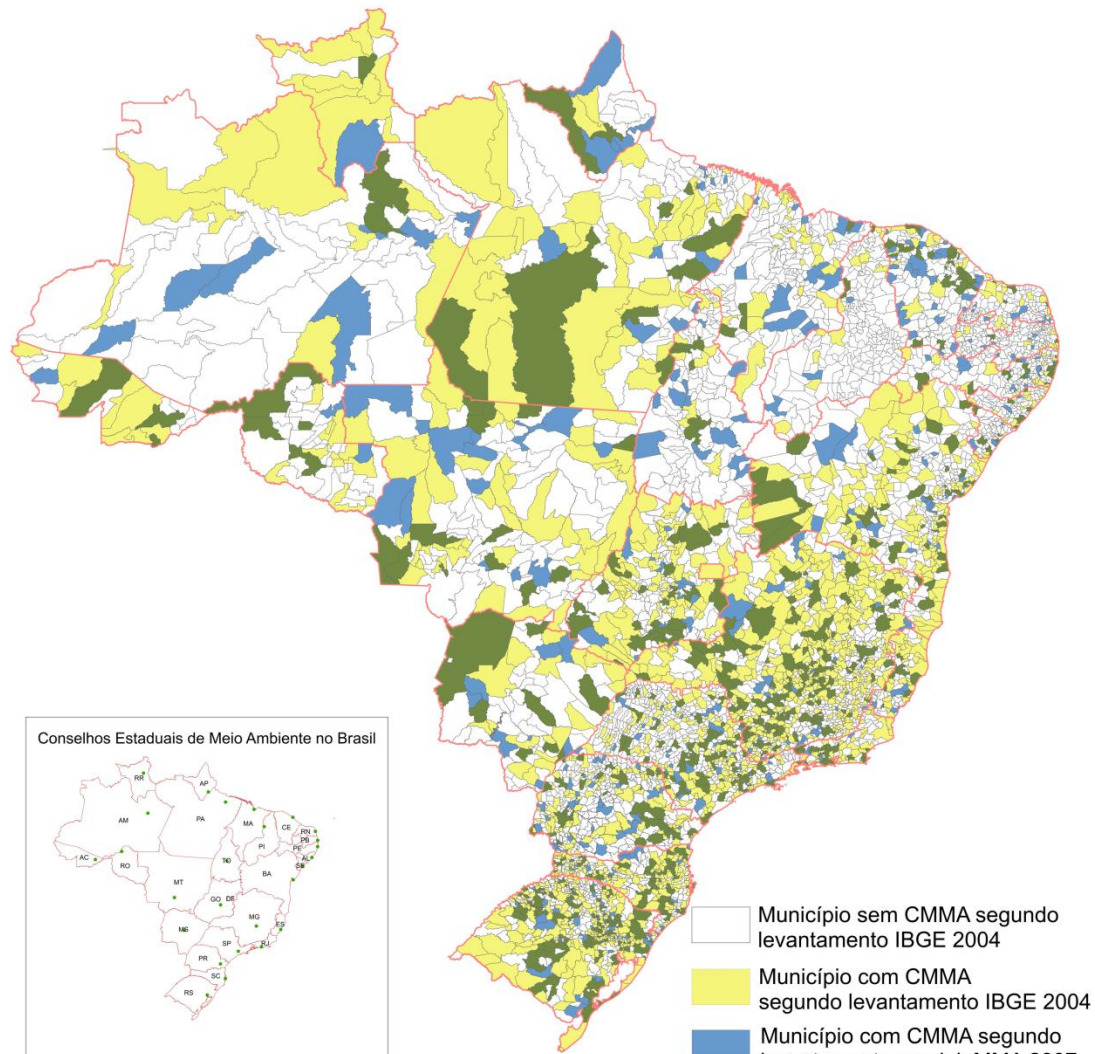 Conselhos Estaduais de Meio Ambiente no Brasil
RR
AP
AM
PA
MA
CE
RN
PB
PE
PI
AL
SE
AC
RO
TO
BA
MT
GO
DF
MG
ES
MS
SP
RJ
PR
SC
RS
Município sem CMMA segundo
levantamento IBGE 2004
Município com CMMA
segundo levantamento IBGE 2004
Município com CMMA segundo